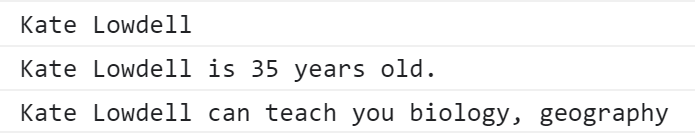 Kate Lowdell
Kate Lowdell is 35 years old.
Kate Lowdell can teach you biology, geography